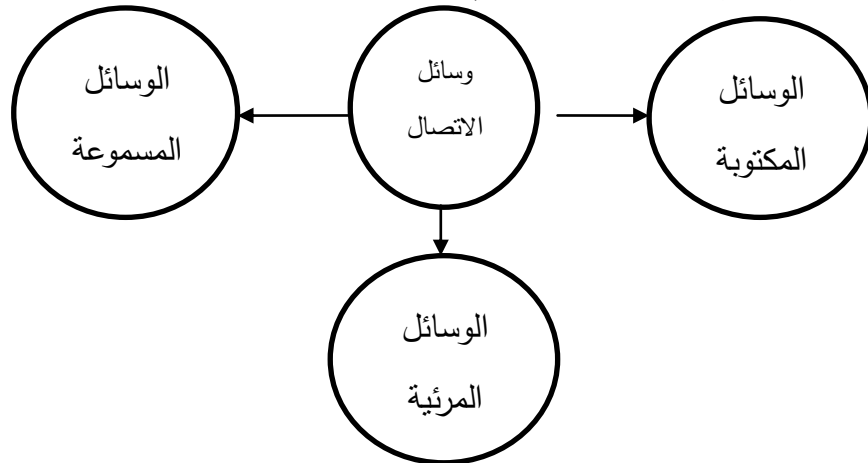 وسائل
الاتصال
الوسائل
المكتوبة
الوسائل
المسموعة
الوسائل
المرئية